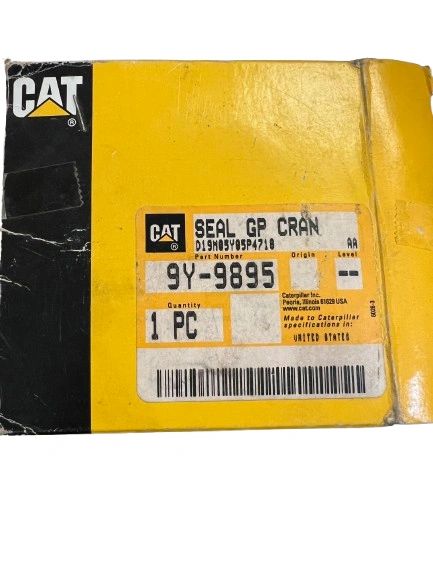 CAT
®
CAT
®
SEAL GP CRAN
D19N05Y05P4718 AA
Part Number Origin Level
9Y-9895 --
Quantity
1 PC
Caterpillar Inc.
Peoria, Illinois 61629 USA
www.cat.com
Made to Caterpillar
specifications in:
UNITED STATES